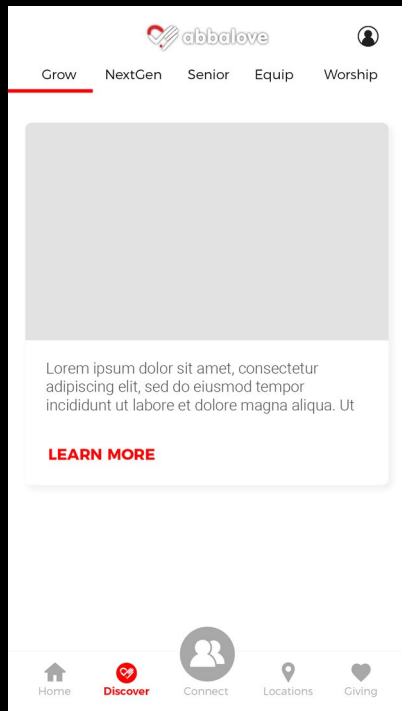 abbalove
Grow NextGen Senior Equip Worship
Lorem ipsum dolor sit amet, consectetur
adipiscing elit, sed do eiusmod tempor
incididunt ut labore et dolore magna aliqua. Ut
LEARN MORE
Home Discover Connect Locations Giving